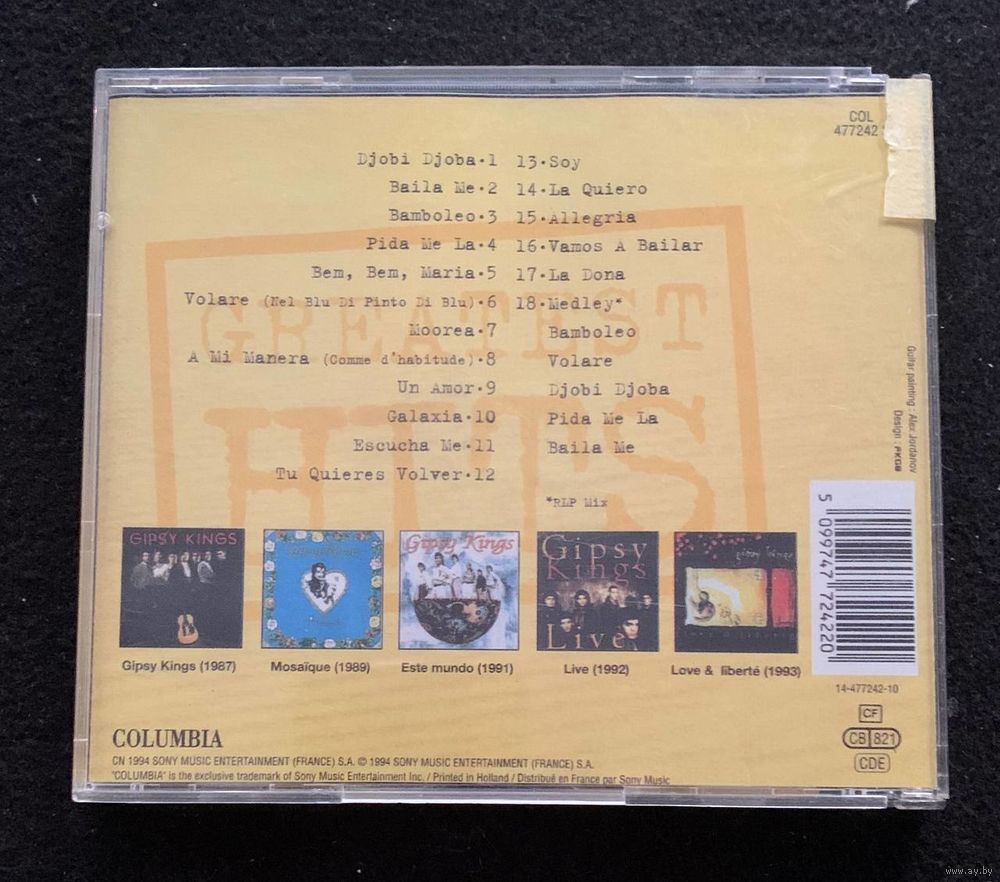 COL
477242
Djobi Djoba·1
Baila Me·2
Bamboleo·3
Pida Me La·4
Bem, Bem, Maria·5
Volare (Nel Blu Di Pinto Di Blu)·6
Moorea·7
A Mi Manera (Comme d'habitude)·8
Un Amor·9
Galaxia·10
Escucha Me·11
Tu Quieres Volver·12
13·Soy
14·La Quiero
15·Allegria
16·Vamos A Bailar
17·La Dona
18·Medley*
Bamboleo
Volare
Djobi Djoba
Pida Me La
Baila Me
*RLP Mix
GREATEST
HITS
Guitar painting : Alex Jordanov
Design : PKGB
5 099747 724220
GIPSY KINGS
Gipsy Kings
Gipsy
Kings
Live
gipsy kings
Gipsy Kings (1987)
Mosaïque (1989)
Este mundo (1991)
Live (1992)
Love & liberté (1993)
14-477242-10
CF
CB 821
CDE
COLUMBIA
CN 1994 SONY MUSIC ENTERTAINMENT (FRANCE) S.A. © 1994 SONY MUSIC ENTERTAINMENT (FRANCE) S.A.
"COLUMBIA" is the exclusive trademark of Sony Music Entertainment Inc. / Printed in Holland / Distribué en France par Sony Music
www.ay.by